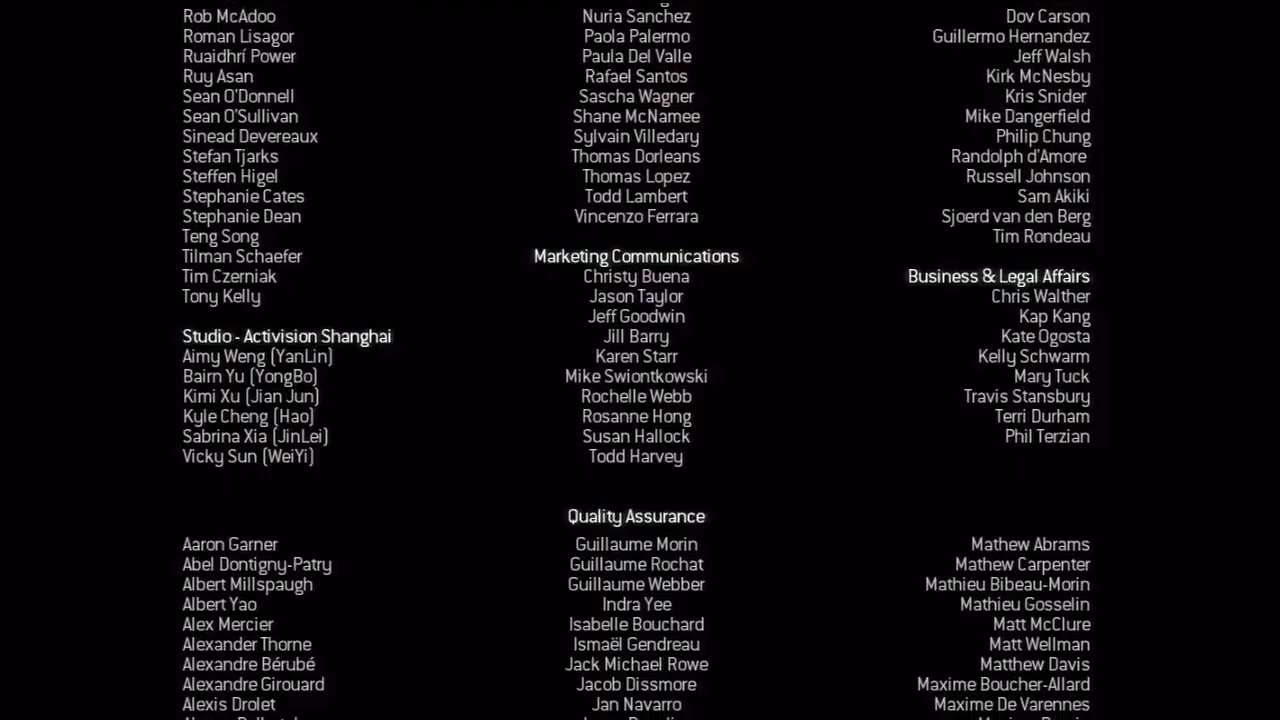 Rob McAdoo
Roman Lisagor
Ruaidhrí Power
Ruy Asan
Sean O'Donnell
Sean O'Sullivan
Sinead Devereaux
Stefan Tjarks
Steffen Higel
Stephanie Cates
Stephanie Dean
Teng Song
Tilman Schaefer
Tim Czerniak
Tony Kelly
Studio - Activision Shanghai
Aimy Weng (YanLin)
Bairn Yu (YongBo)
Kimi Xu (Jian Jun)
Kyle Cheng (Hao)
Sabrina Xia (JinLei)
Vicky Sun (WeiYi)
Nuria Sanchez
Paola Palermo
Paula Del Valle
Rafael Santos
Sascha Wagner
Shane McNamee
Sylvain Villedary
Thomas Dorleans
Thomas Lopez
Todd Lambert
Vincenzo Ferrara
Marketing Communications
Christy Buena
Jason Taylor
Jeff Goodwin
Jill Barry
Karen Starr
Mike Swiontkowski
Rochelle Webb
Rosanne Hong
Susan Hallock
Todd Harvey
Dov Carson
Guillermo Hernandez
Jeff Walsh
Kirk McNesby
Kris Snider
Mike Dangerfield
Philip Chung
Randolph d'Amore
Russell Johnson
Sam Akiki
Sjoerd van den Berg
Tim Rondeau
Business & Legal Affairs
Chris Walther
Kap Kang
Kate Ogosta
Kelly Schwarm
Mary Tuck
Travis Stansbury
Terri Durham
Phil Terzian
Quality Assurance
Aaron Garner
Abel Dontigny-Patry
Albert Millspaugh
Albert Yao
Alex Mercier
Alexander Thorne
Alexandre Bérubé
Alexandre Girouard
Alexis Drolet
Guillaume Morin
Guillaume Rochat
Guillaume Webber
Indra Yee
Isabelle Bouchard
Ismaël Gendreau
Jack Michael Rowe
Jacob Dissmore
Jan Navarro
Mathew Abrams
Mathew Carpenter
Mathieu Bibeau-Morin
Mathieu Gosselin
Matt McClure
Matt Wellman
Matthew Davis
Maxime Boucher-Allard
Maxime De Varennes